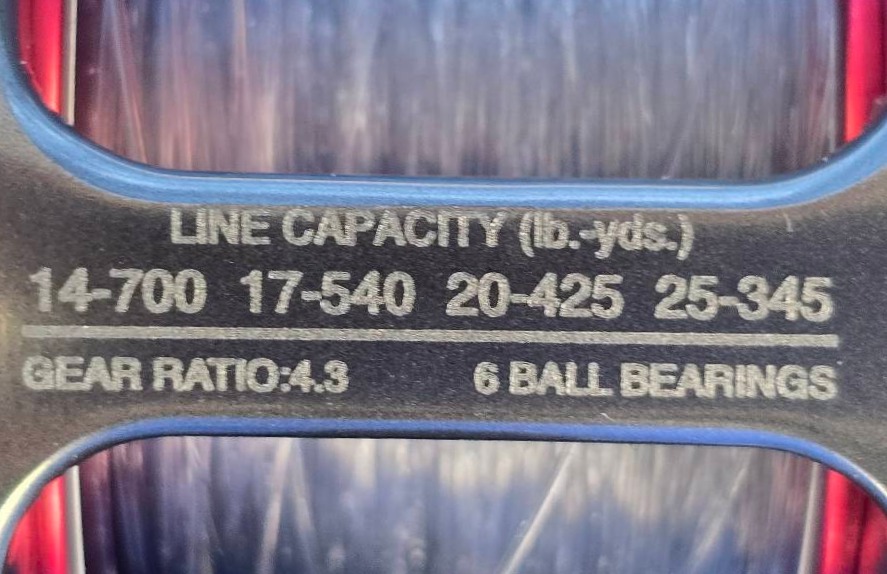 LINE CAPACITY (lb.-yds.)
14-700 17-540 20-425 25-345
GEAR RATIO:4.3 6 BALL BEARINGS